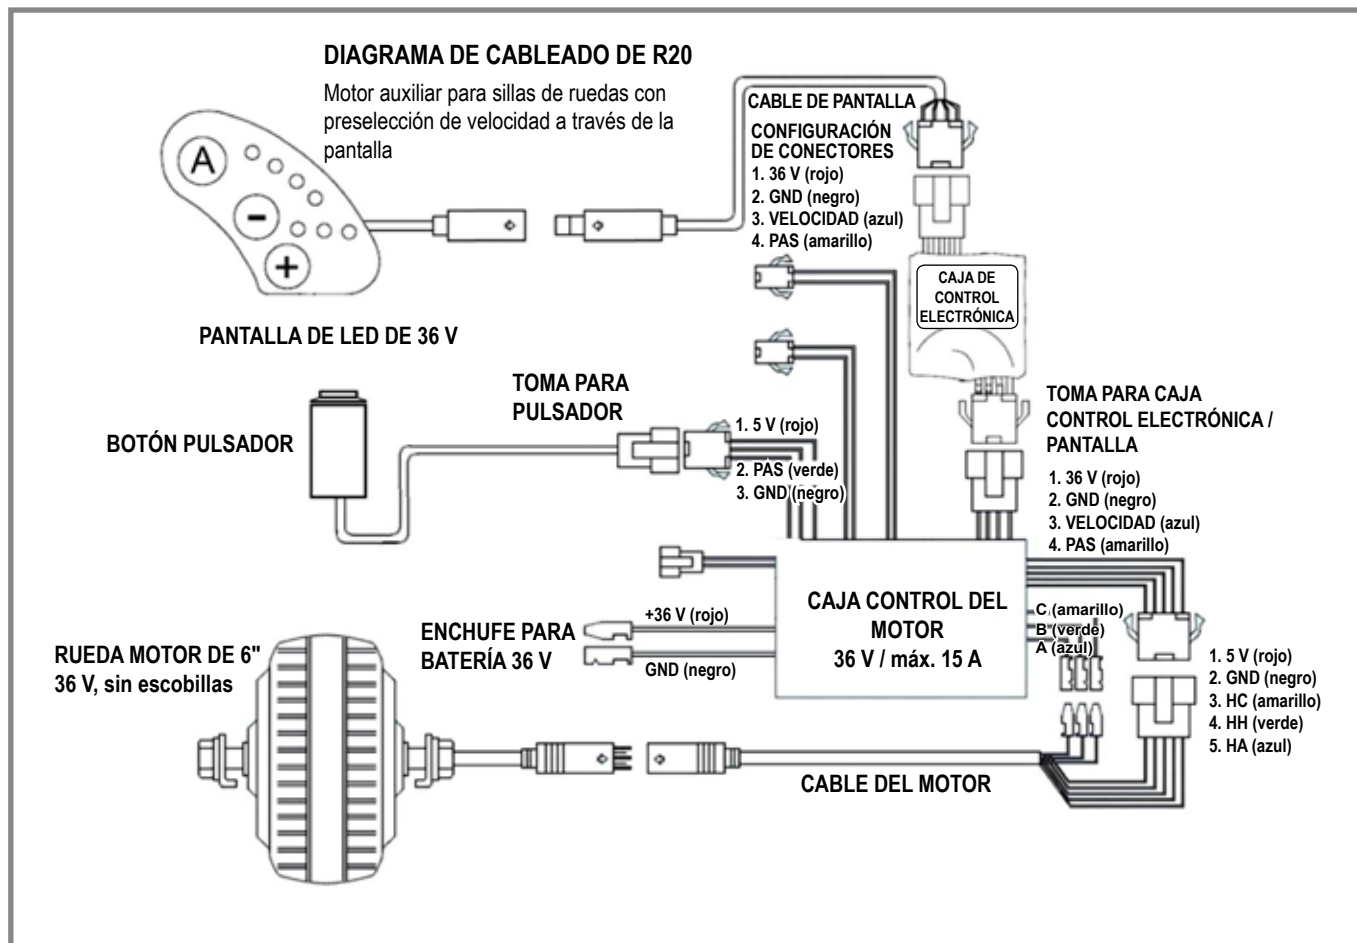 DIAGRAMA DE CABLEADO DE R20
Motor auxiliar para sillas de ruedas con
preselección de velocidad a través de la
pantalla
CABLE DE PANTALLA
CONFIGURACIÓN
DE CONECTORES
1. 36 V (rojo)
2. GND (negro)
3. VELOCIDAD (azul)
4. PAS (amarillo)
A
-
+
CAJA DE
CONTROL
ELECTRÓNICA
PANTALLA DE LED DE 36 V
TOMA PARA
PULSADOR
BOTÓN PULSADOR
1. 5 V (rojo)
2. PAS (verde)
3. GND (negro)
TOMA PARA CAJA
CONTROL ELECTRÓNICA /
PANTALLA
1. 36 V (rojo)
2. GND (negro)
3. VELOCIDAD (azul)
4. PAS (amarillo)
CAJA CONTROL DEL
MOTOR
36 V / máx. 15 A
C (amarillo)
B (verde)
A (azul)
+36 V (rojo)
ENCHUFE PARA
BATERÍA 36 V
GND (negro)
RUEDA MOTOR DE 6"
36 V, sin escobillas
1. 5 V (rojo)
2. GND (negro)
3. HC (amarillo)
4. HH (verde)
5. HA (azul)
CABLE DEL MOTOR